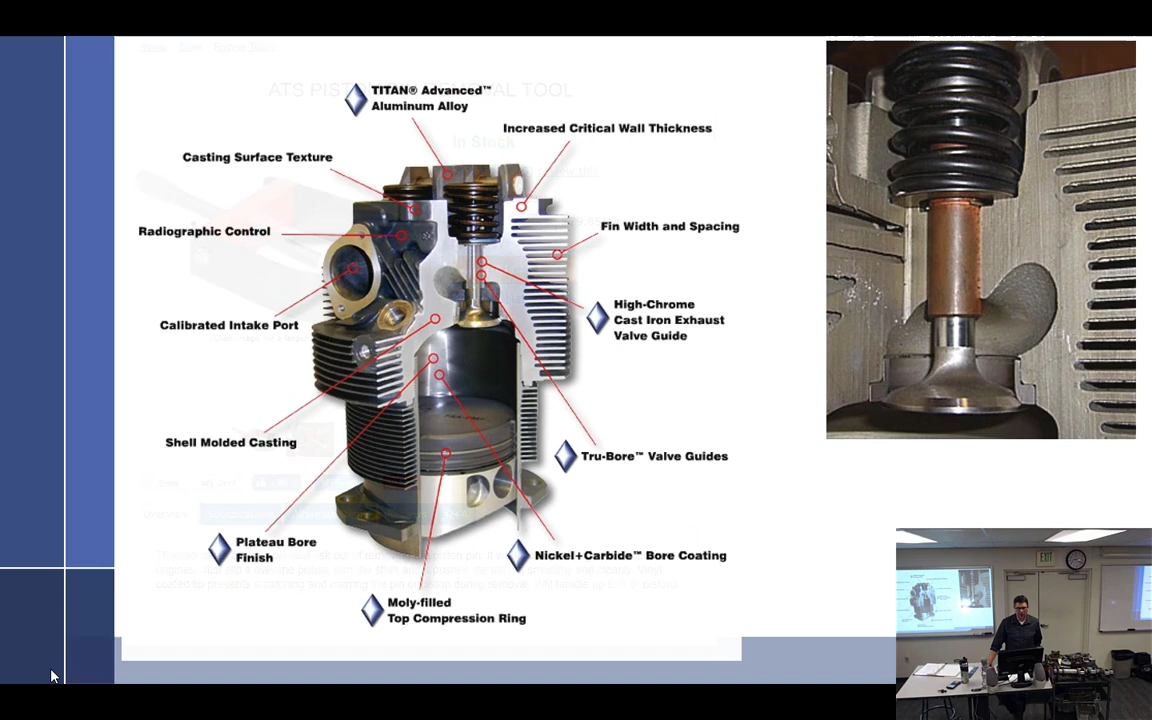 ATS PISTON PIN REMOVAL TOOL
In Stock
TITAN® Advanced™
Aluminum Alloy
Increased Critical Wall Thickness
Casting Surface Texture
Radiographic Control
Fin Width and Spacing
High-Chrome
Cast Iron Exhaust
Valve Guide
Calibrated Intake Port
Shell Molded Casting
Tru-Bore™ Valve Guides
Plateau Bore
Finish
Nickel+Carbide™ Bore Coating
Moly-filled
Top Compression Ring
EXIT